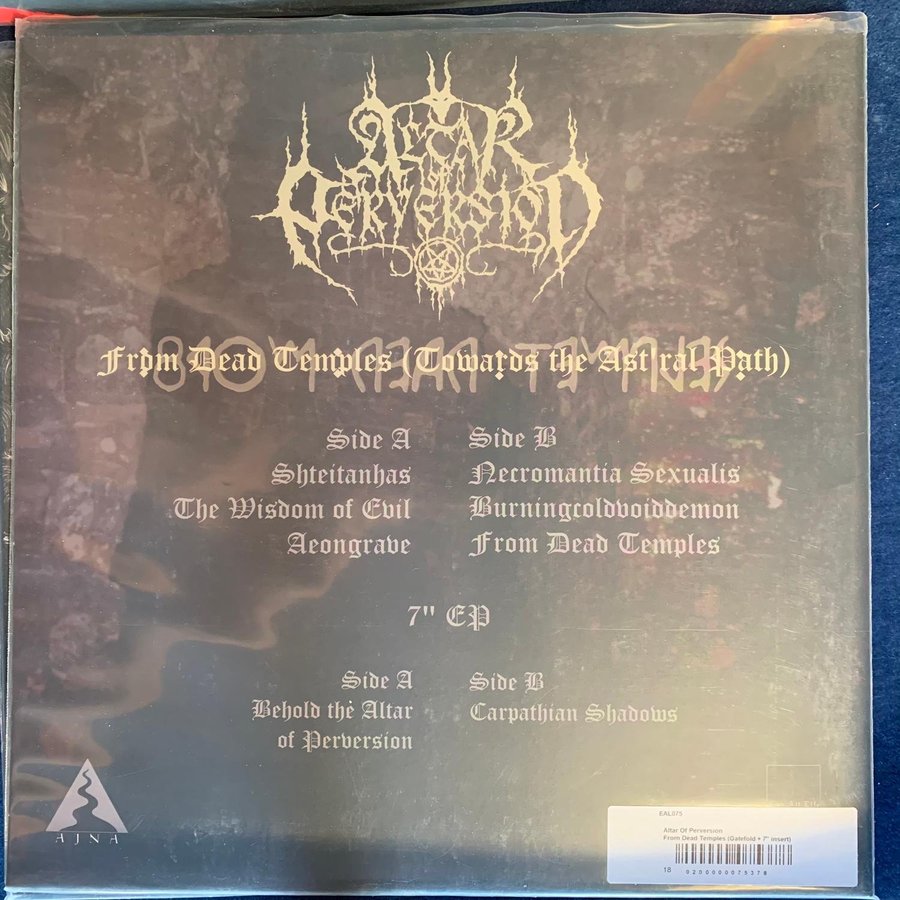 Altar
of
Perversion
From Dead Temples (Towards the Ast'ral Path)
Side A
Shteitanhas
The Wisdom of Evil
Aeongrave
Side B
Necromantia Sexualis
Burningcoldvoiddemon
From Dead Temples
7" EP
Side A
Behold the Altar
of Perversion
Side B
Carpathian Shadows
AJNA
EAL075
Altar Of Perversion
From Dead Temples (Gatefold + 7" insert)
18 0200000075378